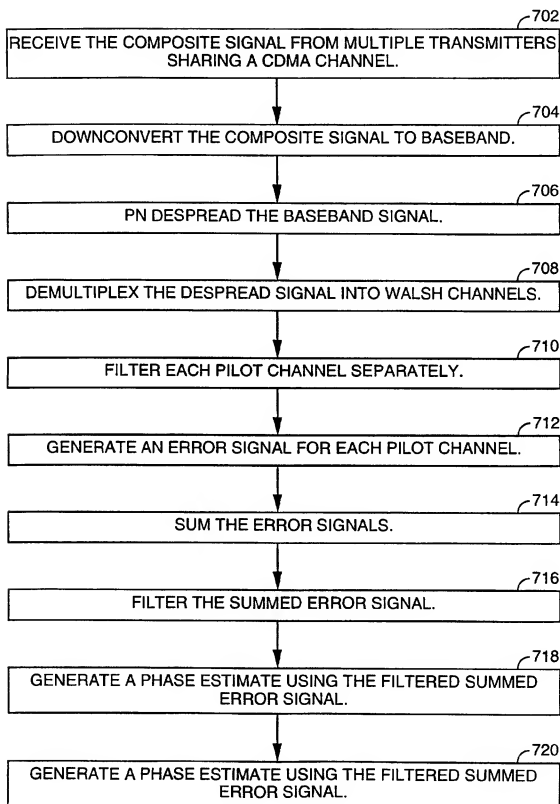 702
RECEIVE THE COMPOSITE SIGNAL FROM MULTIPLE TRANSMITTERS
SHARING A CDMA CHANNEL.
704
DOWNCONVERT THE COMPOSITE SIGNAL TO BASEBAND.
706
PN DESPREAD THE BASEBAND SIGNAL.
708
DEMULTIPLEX THE DESPREAD SIGNAL INTO WALSH CHANNELS.
710
FILTER EACH PILOT CHANNEL SEPARATELY.
712
GENERATE AN ERROR SIGNAL FOR EACH PILOT CHANNEL.
714
SUM THE ERROR SIGNALS.
716
FILTER THE SUMMED ERROR SIGNAL.
718
GENERATE A PHASE ESTIMATE USING THE FILTERED SUMMED
ERROR SIGNAL.
720
GENERATE A PHASE ESTIMATE USING THE FILTERED SUMMED
ERROR SIGNAL.